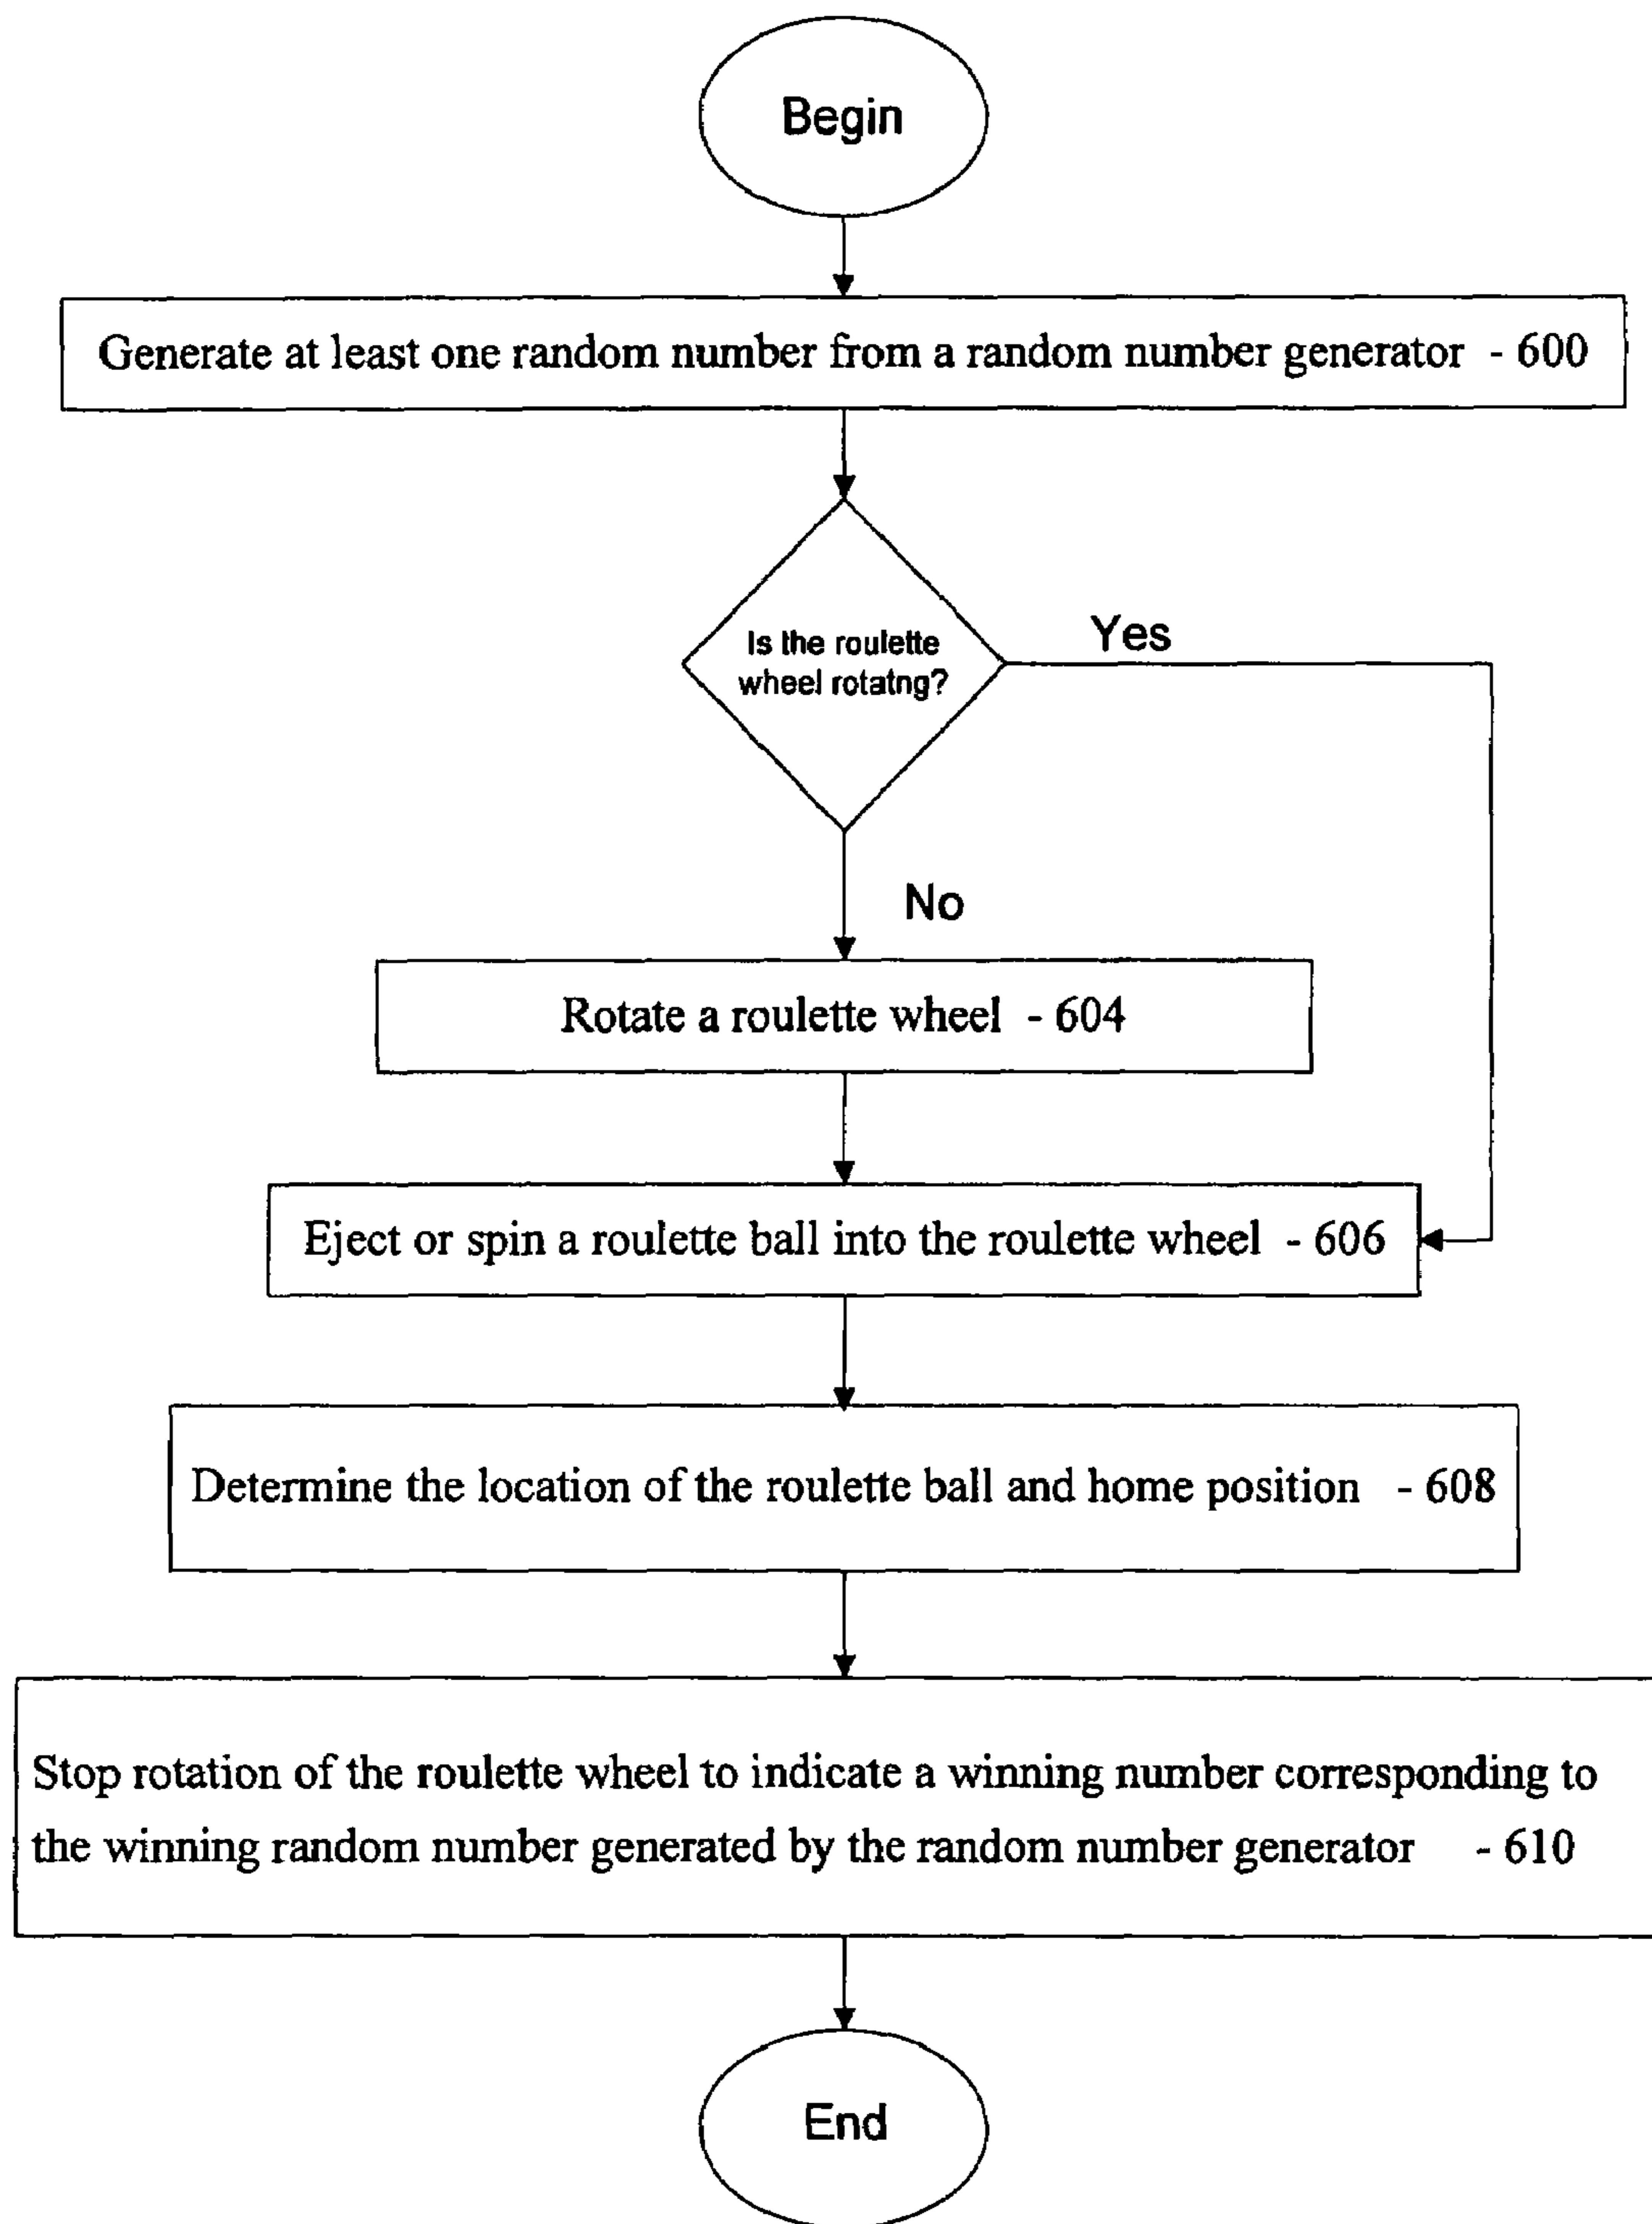 Begin
Generate at least one random number from a random number generator - 600
Is the roulette
wheel rotatng?
Yes
No
Rotate a roulette wheel - 604
Eject or spin a roulette ball into the roulette wheel - 606
Determine the location of the roulette ball and home position - 608
Stop rotation of the roulette wheel to indicate a winning number corresponding to
the winning random number generated by the random number generator - 610
End